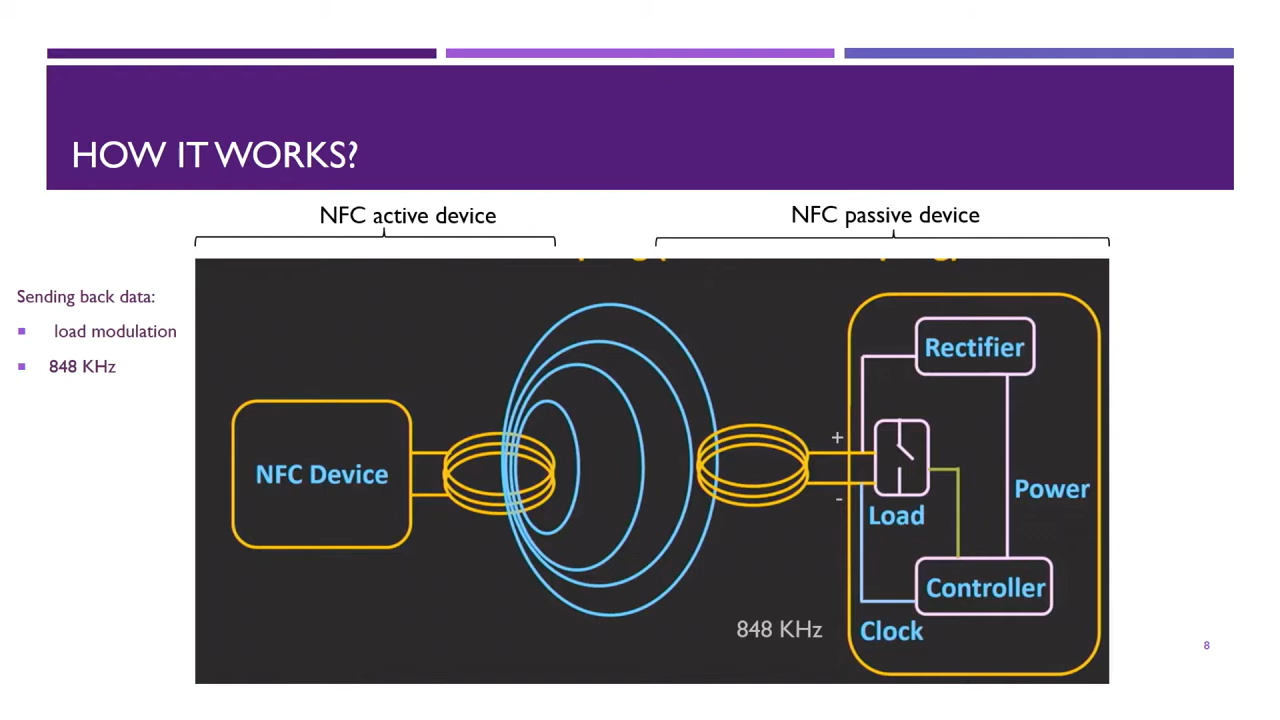 HOW IT WORKS?
NFC active device
NFC passive device
Sending back data:
load modulation
848 KHz
NFC Device
+
-
Rectifier
Load
Power
Controller
Clock
848 KHz
8